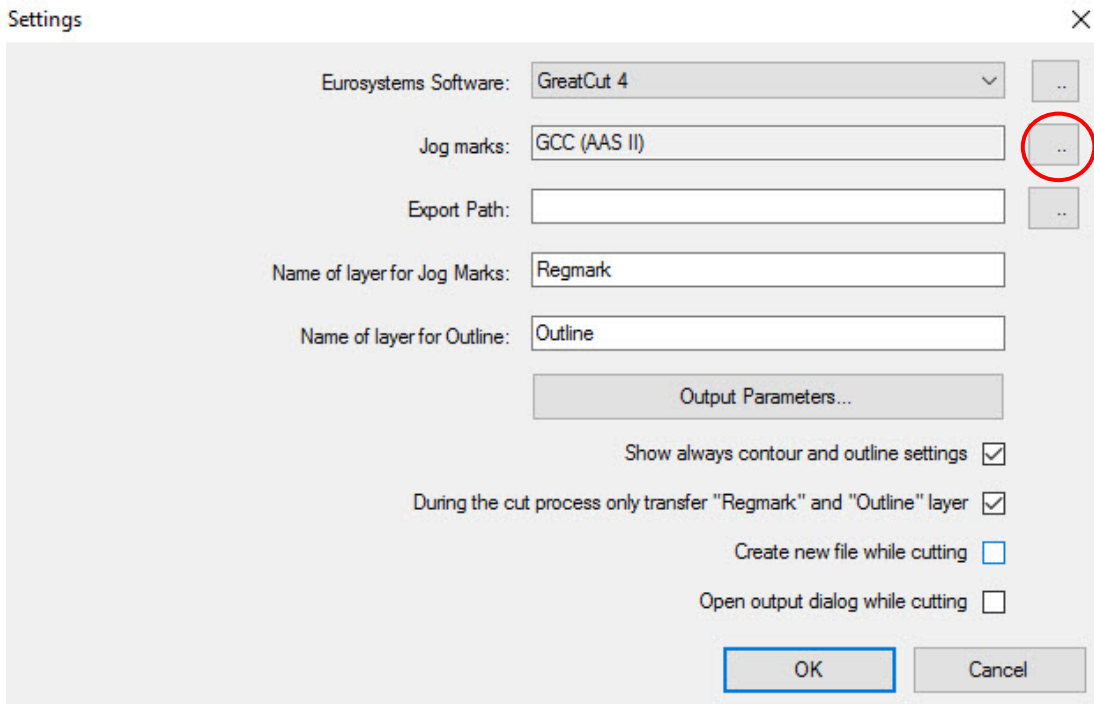 Settings
Eurosystems Software: GreatCut 4 ..
Jog marks: GCC (AAS II) ..
Export Path: ..
Name of layer for Jog Marks: Regmark
Name of layer for Outline: Outline
Output Parameters...
Show always contour and outline settings
During the cut process only transfer "Regmark" and "Outline" layer
Create new file while cutting
Open output dialog while cutting
OK Cancel